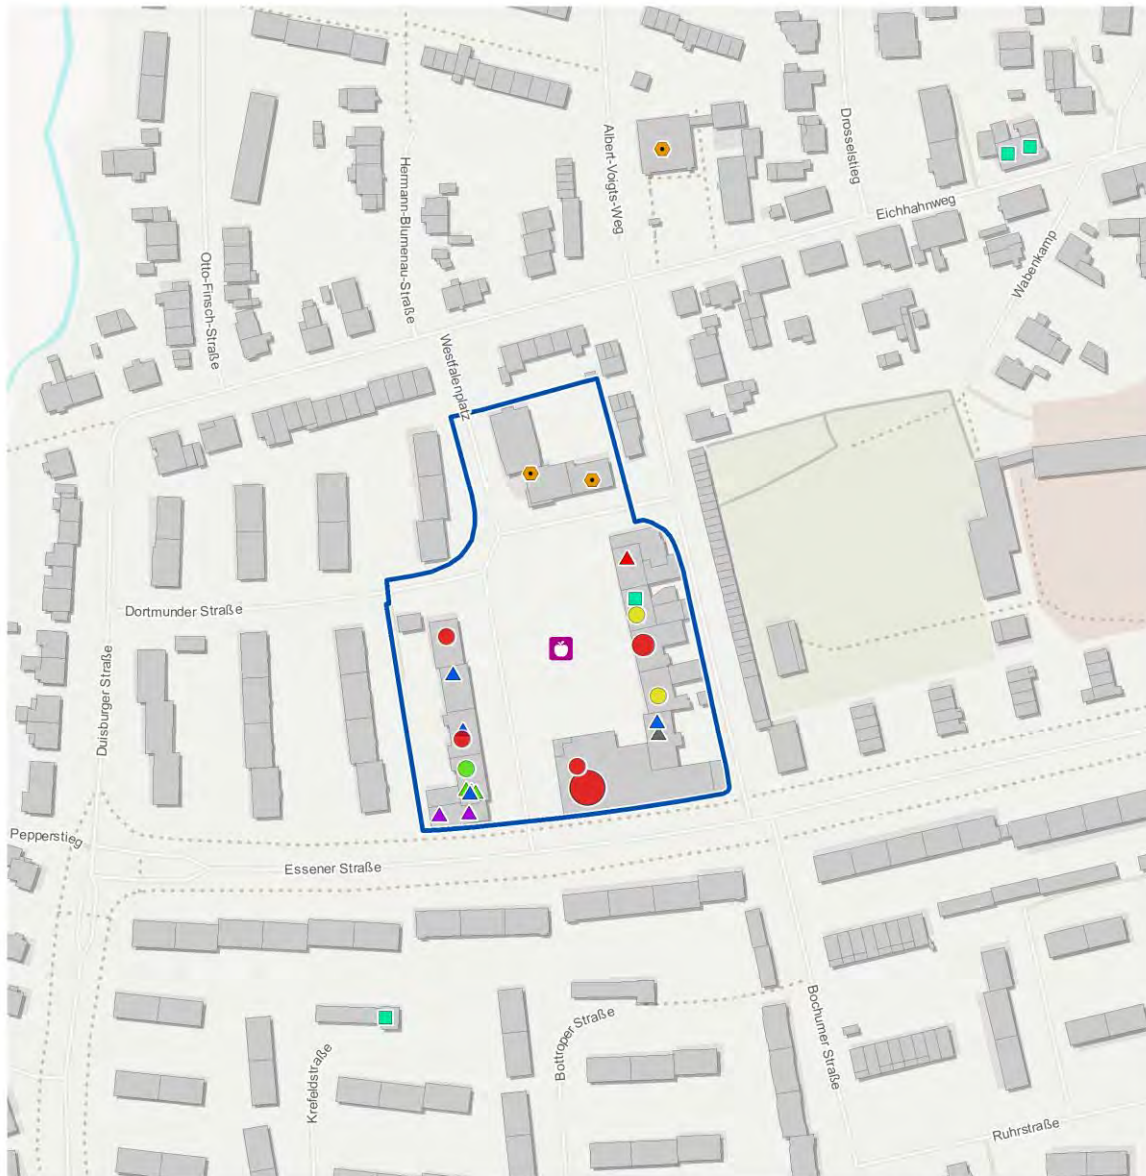 Albert-Voigts-Weg
Drosselstieg
Eichhahnweg
Hermann-Blumenau-Straße
Otto-Finsch-Straße
Wabenkamp
Westfalenplatz
Dortmunder Straße
Duisburger Straße
Pepperstieg
Essener Straße
Bochumer Straße
Bottroper Straße
Krefeldstraße
Ruhrstraße